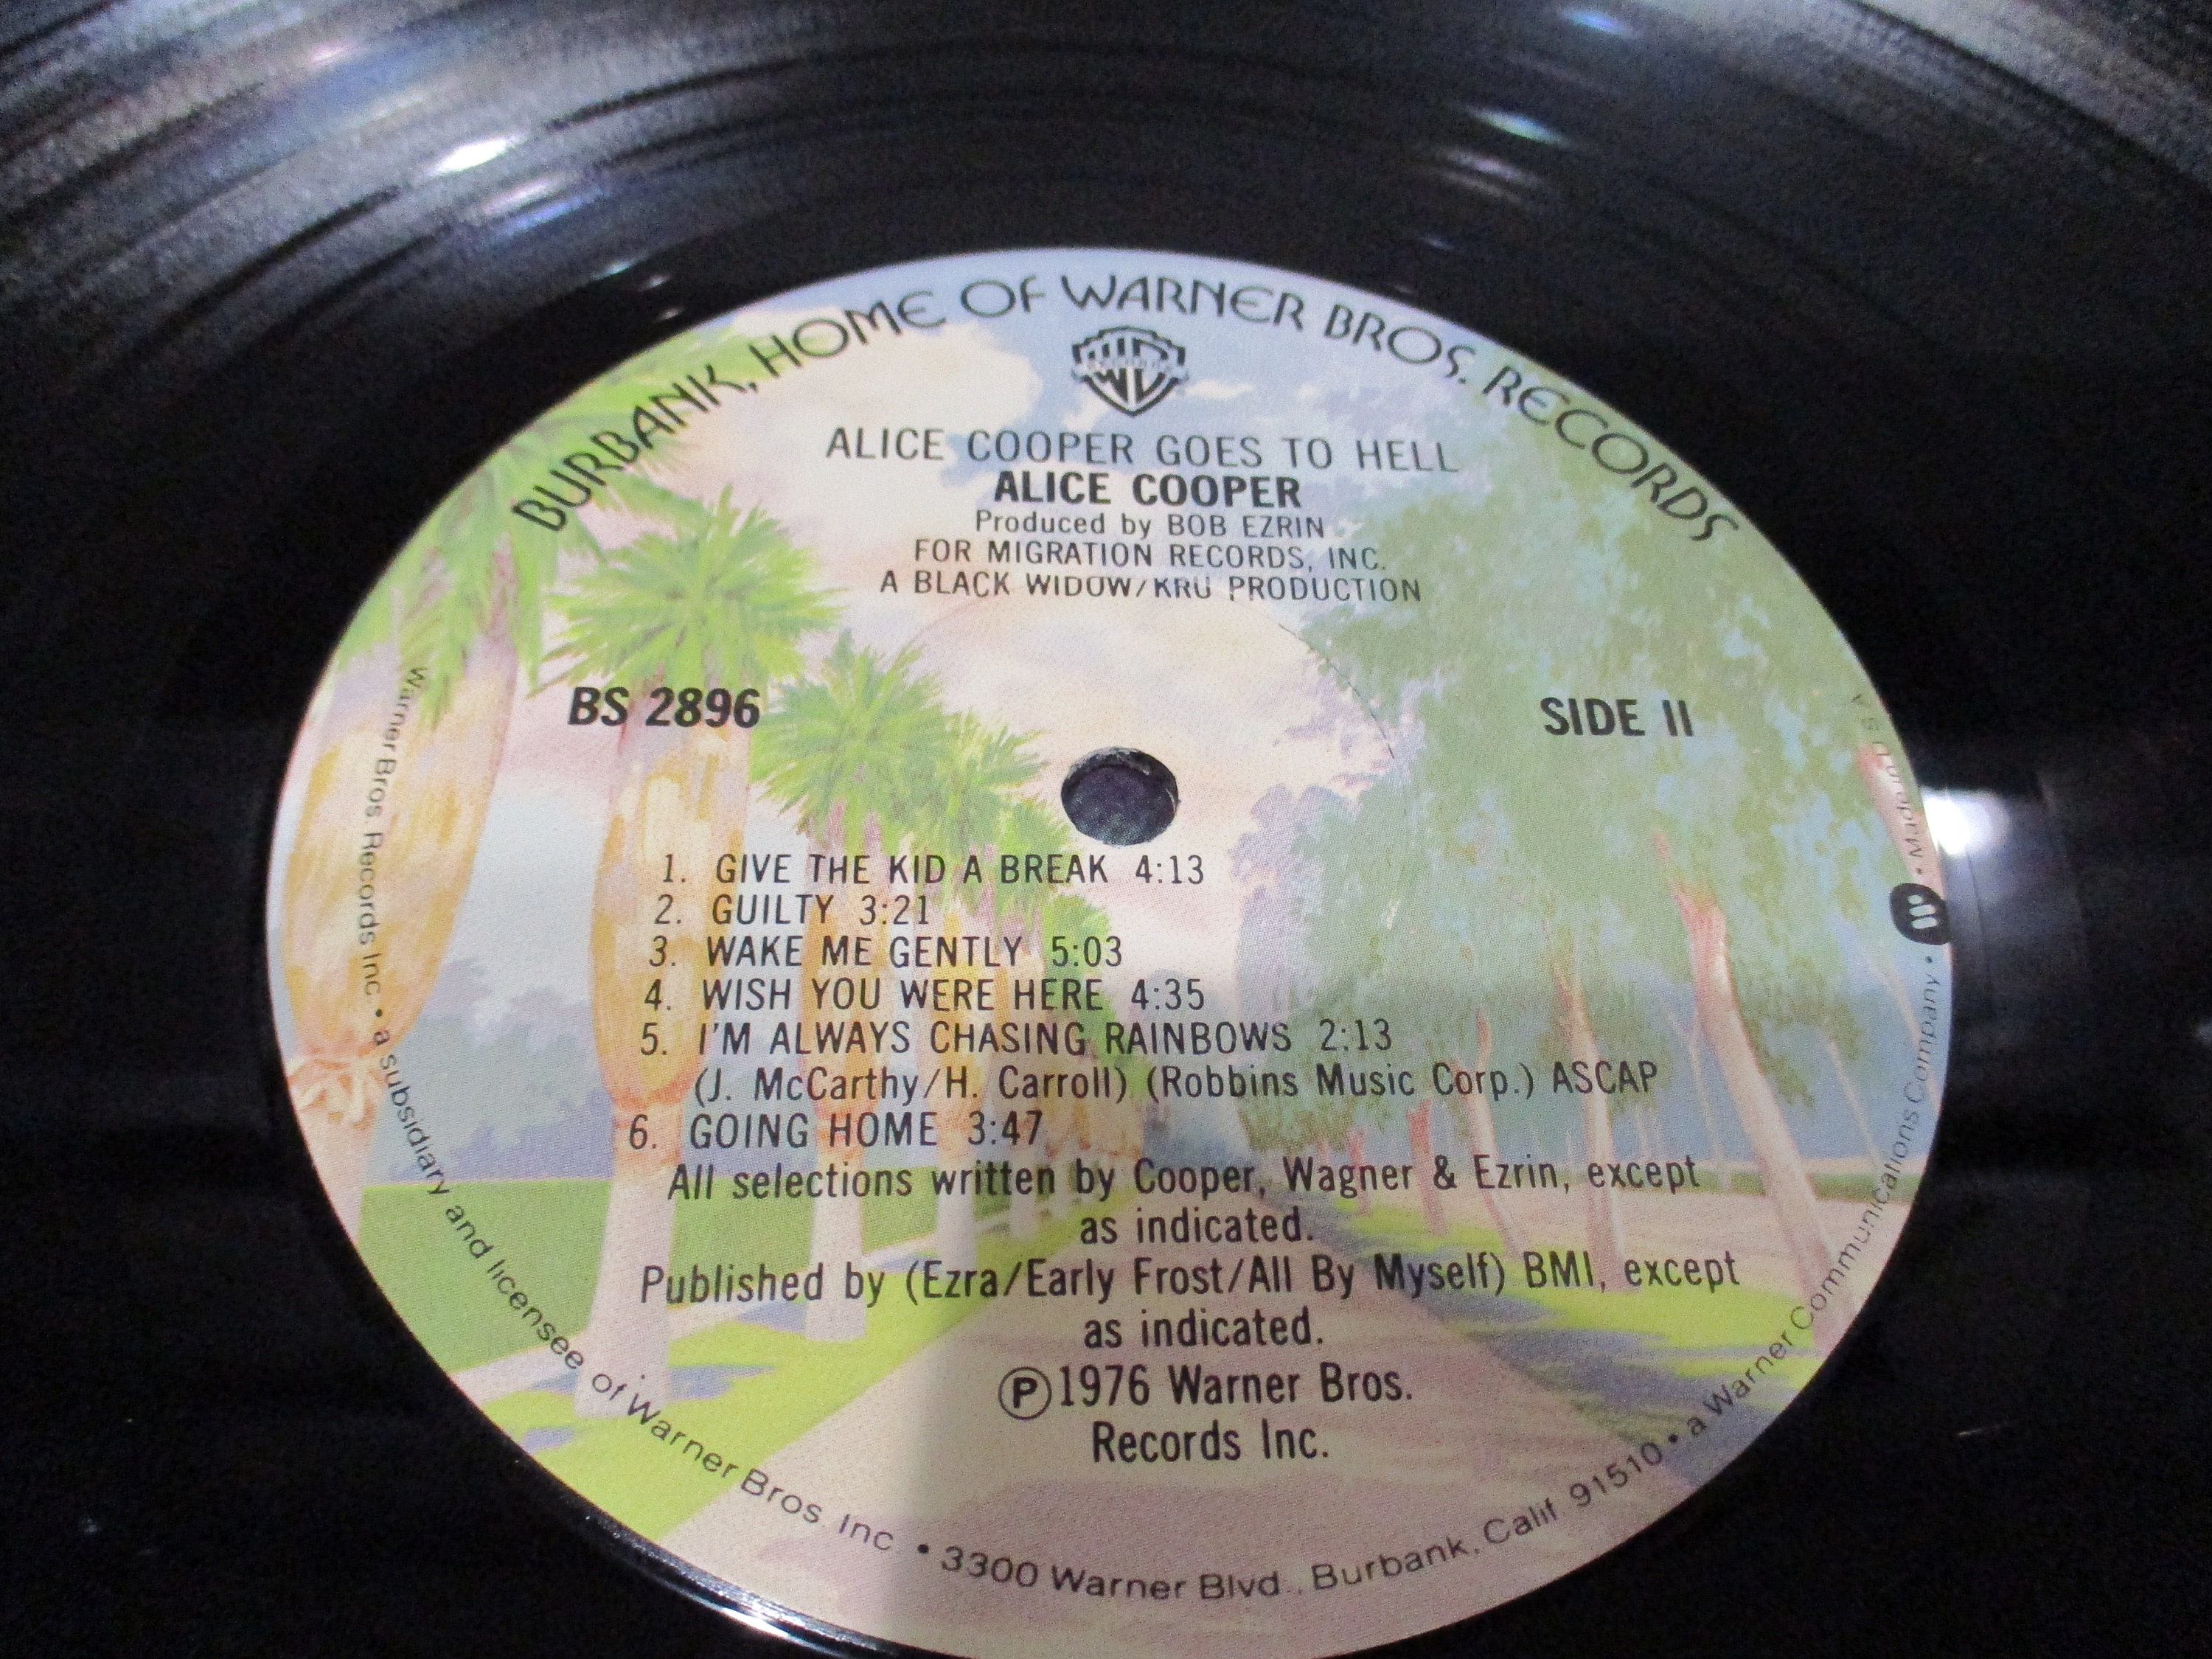 BURBANK, HOME OF WARNER BROS. RECORDS
ALICE COOPER GOES TO HELL
ALICE COOPER
Produced by BOB EZRIN
FOR MIGRATION RECORDS, INC.
A BLACK WIDOW/KRU PRODUCTION
BS 2896
SIDE II
1. GIVE THE KID A BREAK 4:13
2. GUILTY 3:21
3. WAKE ME GENTLY 5:03
4. WISH YOU WERE HERE 4:35
5. I'M ALWAYS CHASING RAINBOWS 2:13
(J. McCarthy/H. Carroll) (Robbins Music Corp.) ASCAP
6. GOING HOME 3:47
All selections written by Cooper, Wagner & Ezrin, except
as indicated.
Published by (Ezra/Early Frost/All By Myself) BMI, except
as indicated.
Ⓟ1976 Warner Bros.
Records Inc.
Warner Bros. Records Inc. • a subsidiary and licensee of Warner Bros. Inc. • 3300 Warner Blvd., Burbank, Calif. 91510 • a Warner Communications Company • W • Made in U.S.A.